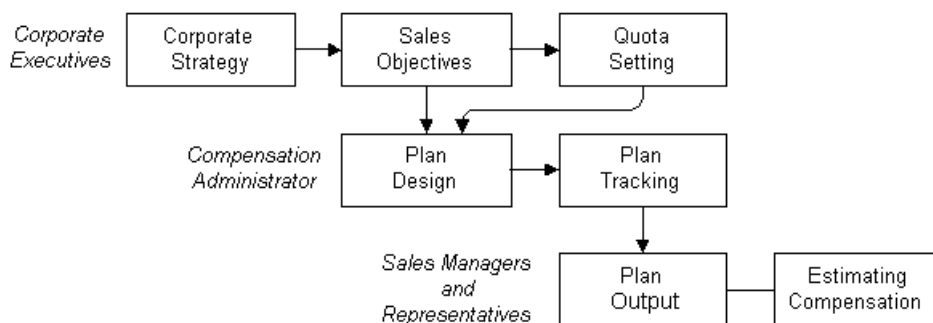 Corporate
Executives
Corporate
Strategy
Sales
Objectives
Quota
Setting
Compensation
Administrator
Plan
Design
Plan
Tracking
Sales Managers
and
Representatives
Plan
Output
Estimating
Compensation